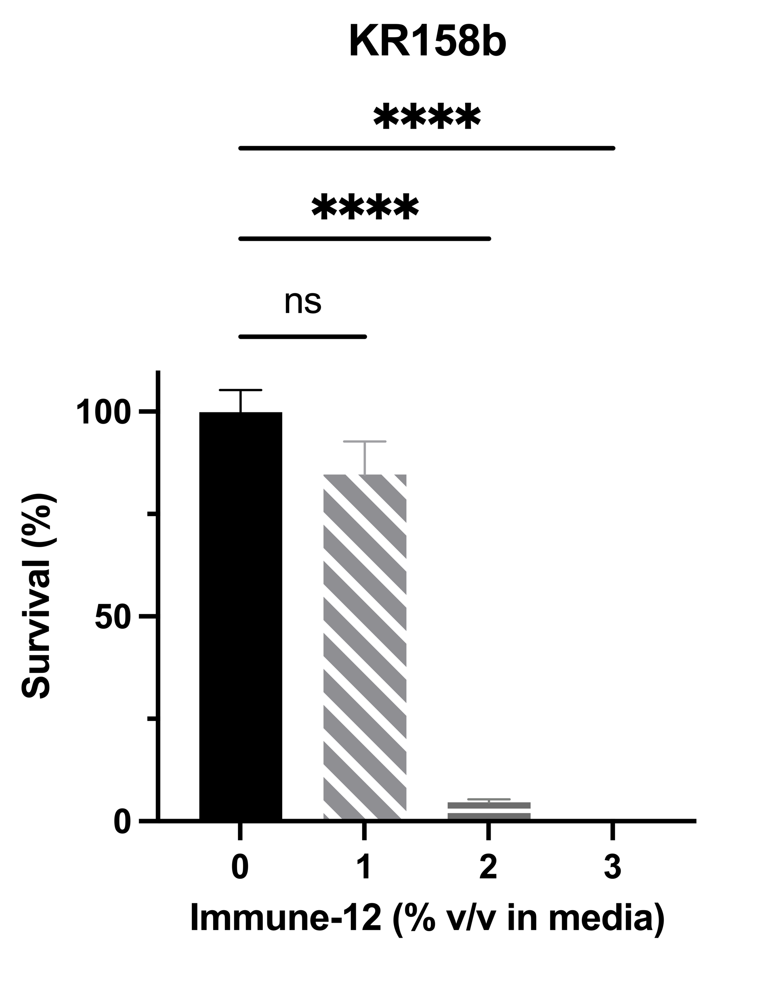 KR158b
****
****
ns
100
50
0
Survival (%)
0 1 2 3
Immune-12 (% v/v in media)